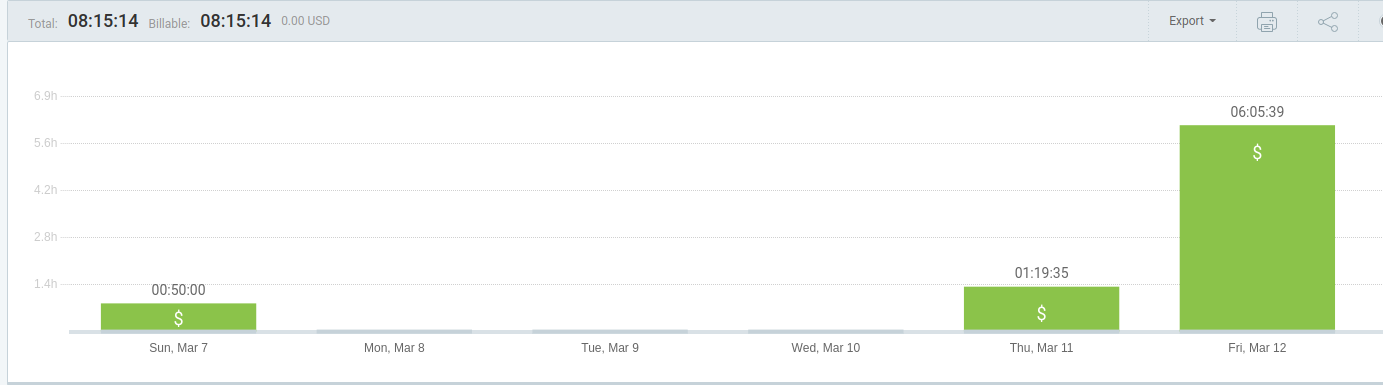 Total: 08:15:14 Billable: 08:15:14 0.00 USD Export
6.9h
06:05:39
5.6h
$
4.2h
2.8h
01:19:35
1.4h
00:50:00
$
$
Sun, Mar 7 Mon, Mar 8 Tue, Mar 9 Wed, Mar 10 Thu, Mar 11 Fri, Mar 12